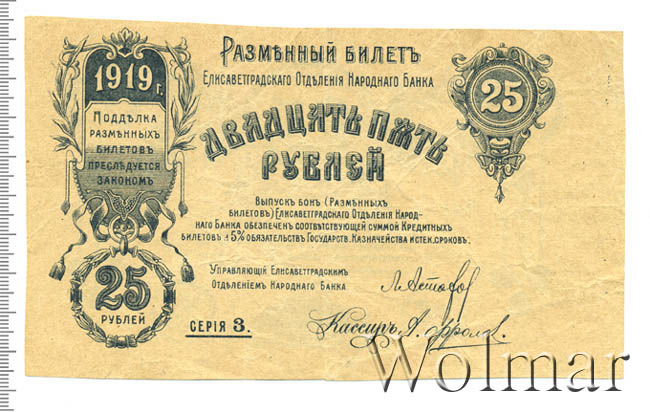 Размѣнный билетъ
Елисаветградскаго Отдѣленія Народнаго Банка
1919 г.
Поддѣлка
размѣнныхъ
билетовъ
преслѣдуется
закономъ
25
Двадцать пять
рублей
Выпускъ бонъ (размѣнныхъ
билетовъ) Елисаветградскаго Отдѣленія Народ-
наго Банка обезпеченъ соотвѣтствующей суммой Кредитныхъ
билетовъ и 5% обязательствъ Государств. Казначейства и истек. сроковъ.
Управляющій Елисаветградскимъ
Отдѣленіемъ Народнаго Банка
25
рублей
Серія 3.
Кассиръ
Wolmar